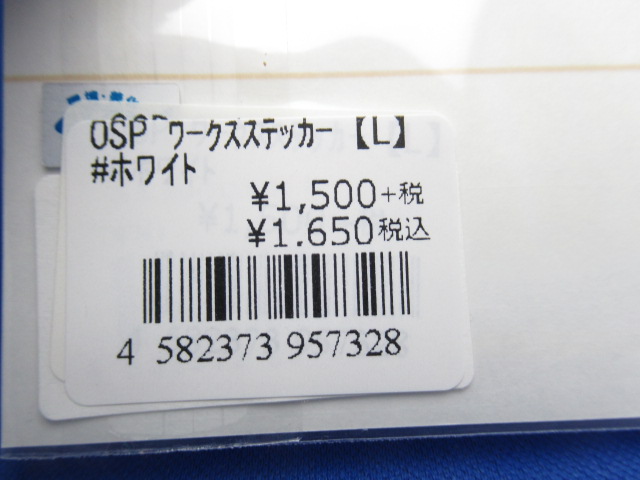 OSP ワークスステッカー【L】
#ホワイト
¥1,500+税
¥1.650税込
4 582373 957328